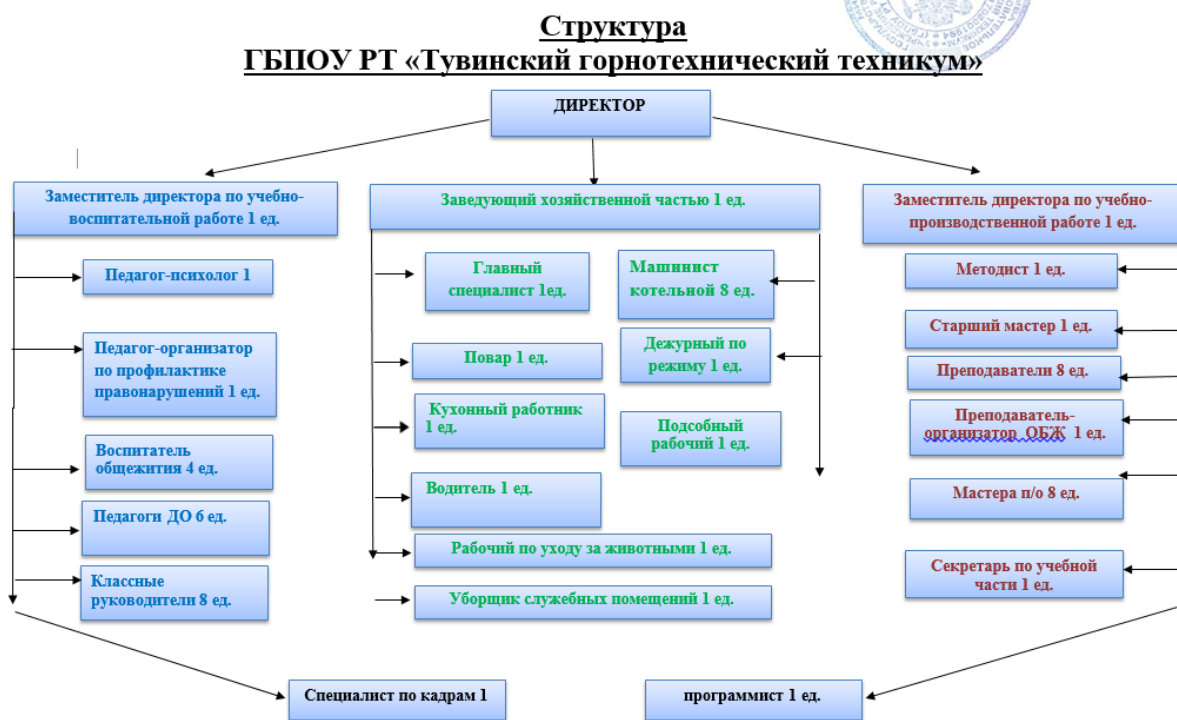 Структура
ГБПОУ РТ «Тувинский горнотехнический техникум»
ДИРЕКТОР
Заместитель директора по учебно-
воспитательной работе 1 ед.
Педагог-психолог 1
Педагог-организатор
по профилактике
правонарушений 1 ед.
Воспитатель
общежития 4 ед.
Педагоги ДО 6 ед.
Классные
руководители 8 ед.
Заведующий хозяйственной частью 1 ед.
Главный
специалист 1ед.
Повар 1 ед.
Кухонный работник
1 ед.
Водитель 1 ед.
Машинист
котельной 8 ед.
Дежурный по
режиму 1 ед.
Подсобный
рабочий 1 ед.
Рабочий по уходу за животными 1 ед.
Уборщик служебных помещений 1 ед.
Заместитель директора по учебно-
производственной работе 1 ед.
Методист 1 ед.
Старший мастер 1 ед.
Преподаватели 8 ед.
Преподаватель-
организатор ОБЖ 1 ед.
Мастера п/о 8 ед.
Секретарь по учебной
части 1 ед.
Специалист по кадрам 1
программист 1 ед.